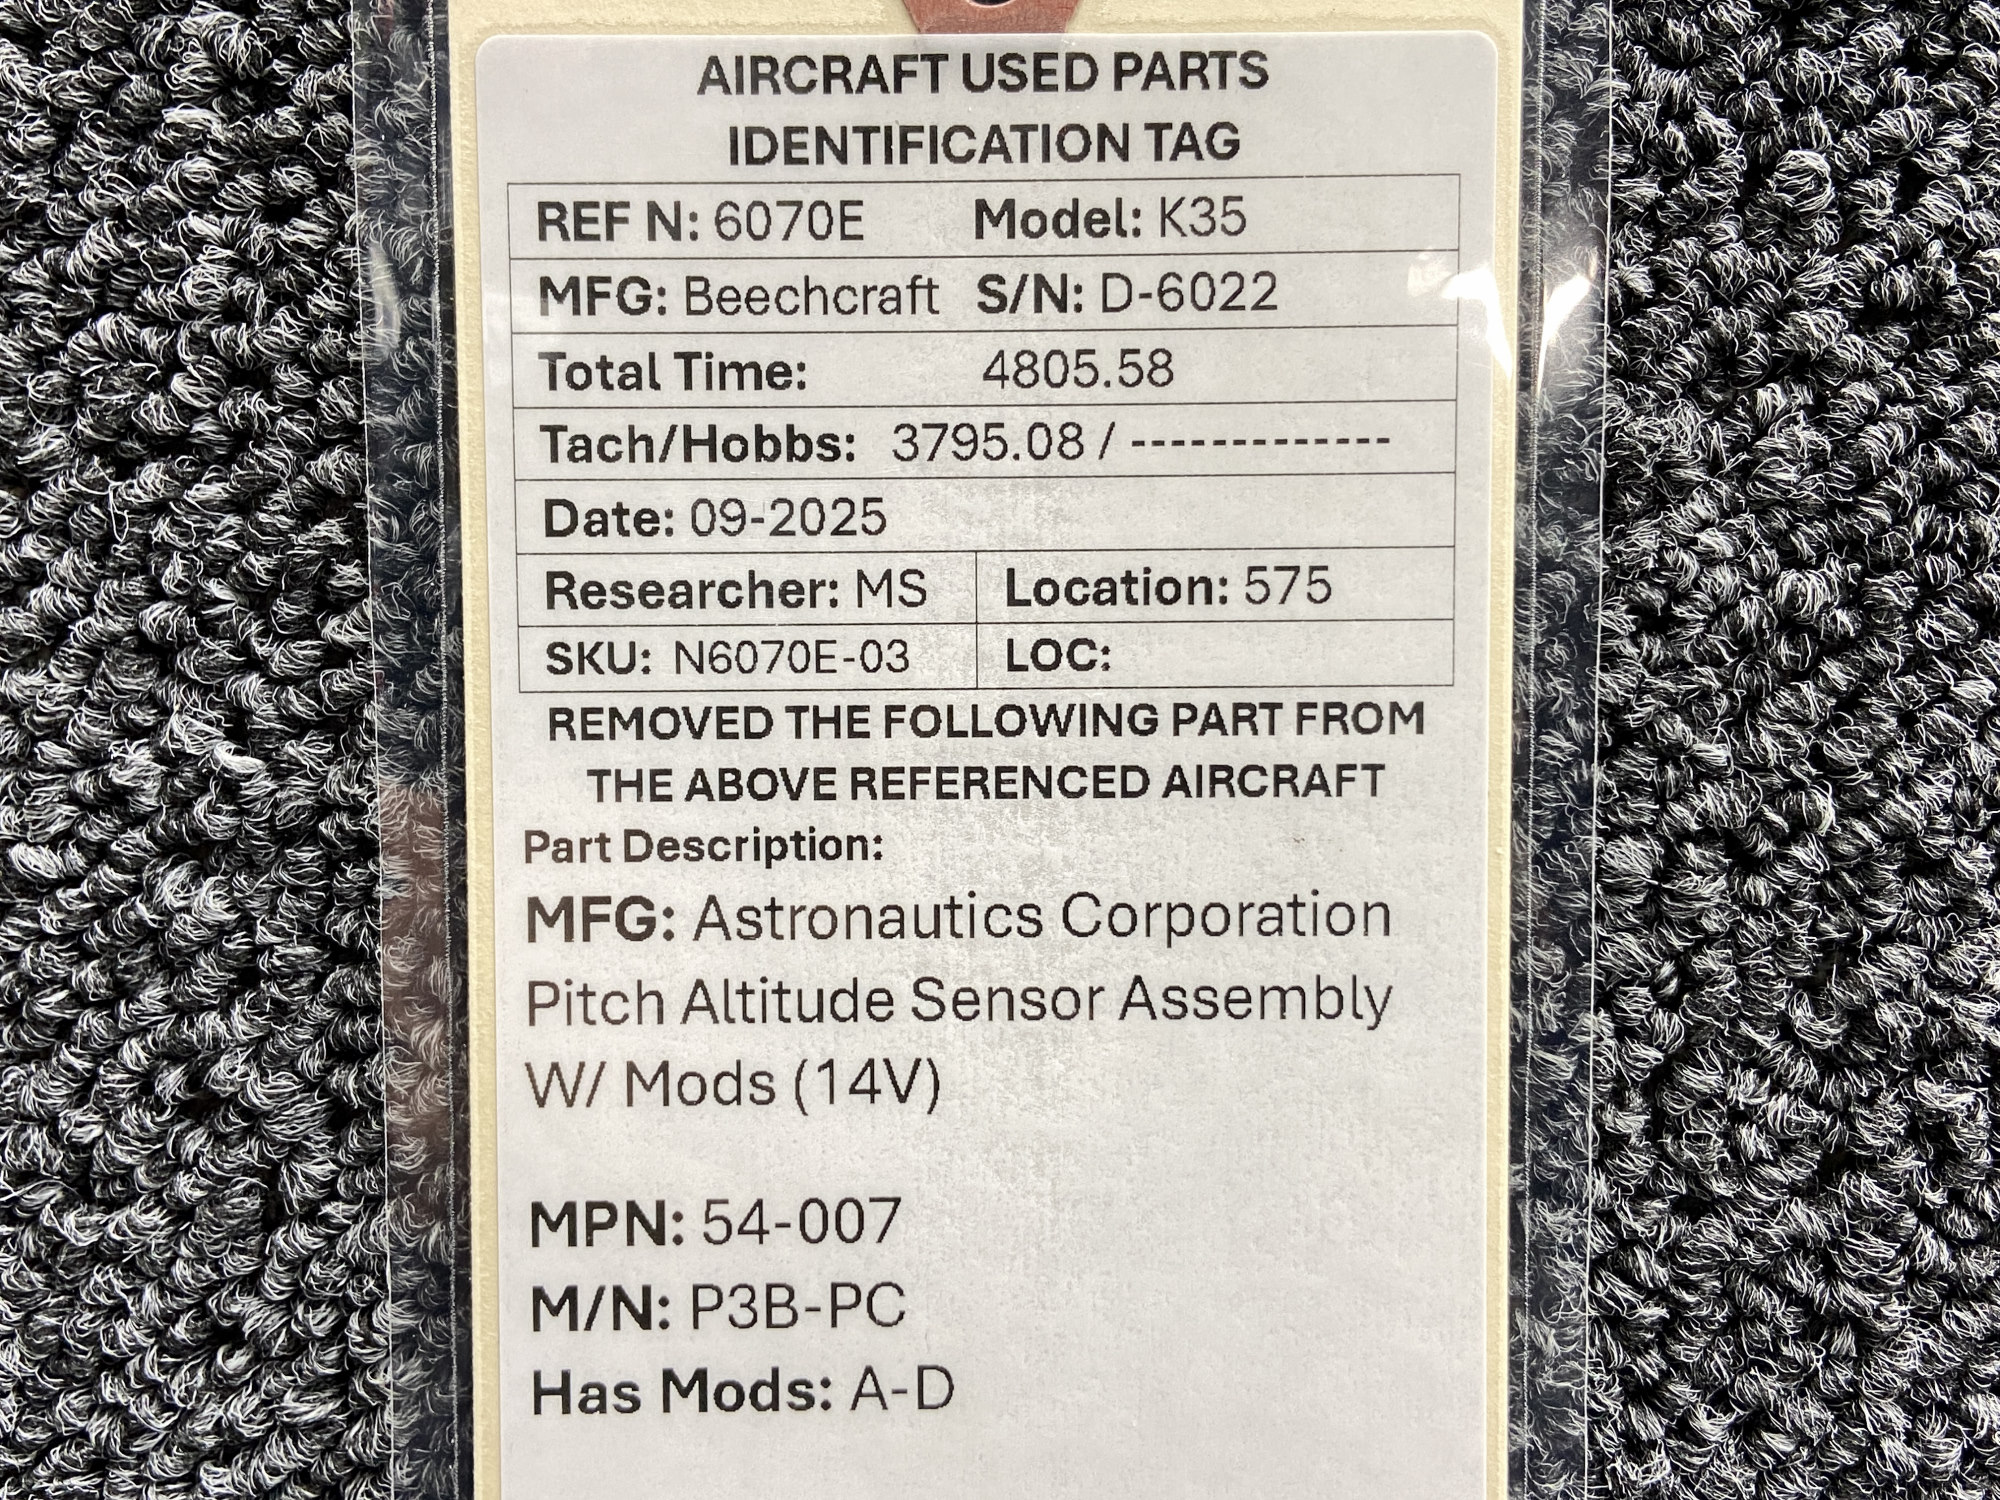 AIRCRAFT USED PARTS
IDENTIFICATION TAG
REF N: 6070E Model: K35
MFG: Beechcraft S/N: D-6022
Total Time: 4805.58
Tach/Hobbs: 3795.08 / -------------
Date: 09-2025
Researcher: MS Location: 575
SKU: N6070E-03 LOC:
REMOVED THE FOLLOWING PART FROM
THE ABOVE REFERENCED AIRCRAFT
Part Description:
MFG: Astronautics Corporation
Pitch Altitude Sensor Assembly
W/ Mods (14V)
MPN: 54-007
M/N: P3B-PC
Has Mods: A-D